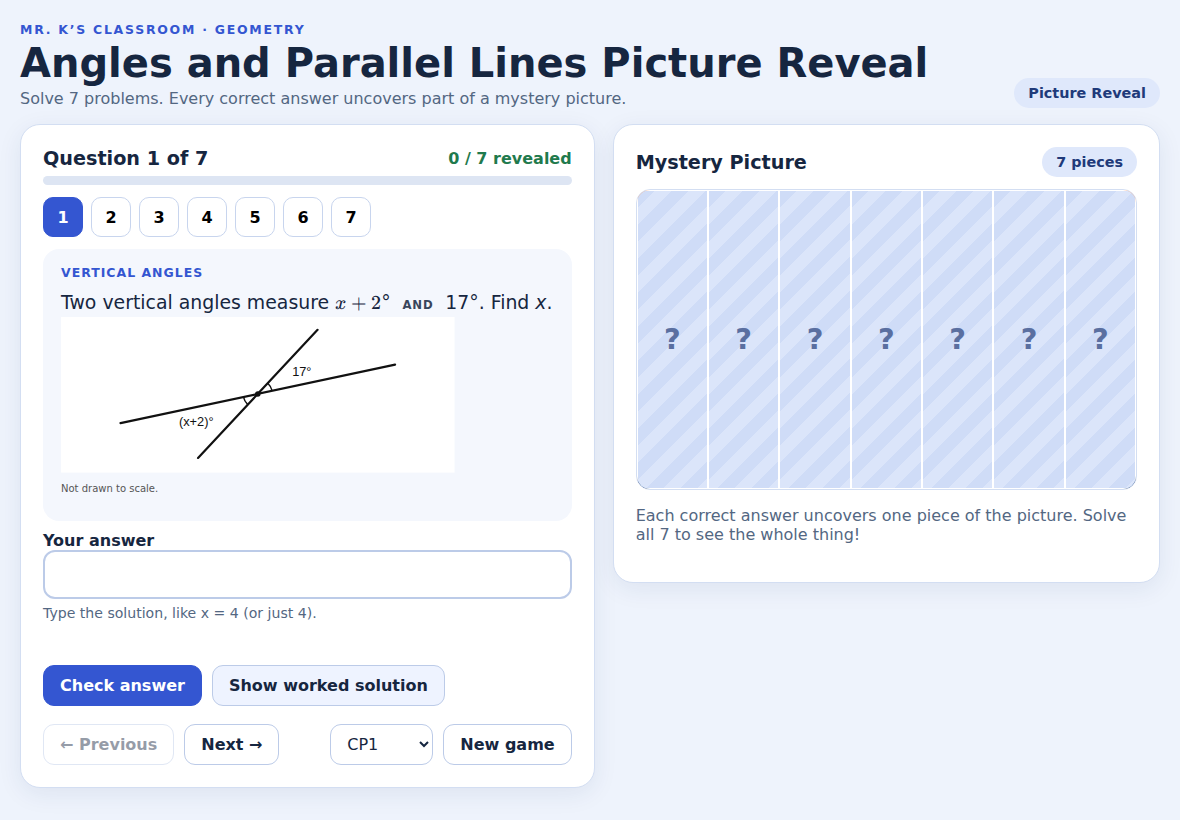 MR. K’S CLASSROOM · GEOMETRY
Angles and Parallel Lines Picture Reveal
Solve 7 problems. Every correct answer uncovers part of a mystery picture.
Picture Reveal
Question 1 of 7
0 / 7 revealed
1 2 3 4 5 6 7
VERTICAL ANGLES
Two vertical angles measure x + 2° AND 17°. Find x.
17°
(x+2)°
Not drawn to scale.
Your answer
Type the solution, like x = 4 (or just 4).
Check answer
Show worked solution
← Previous
Next →
CP1
New game
Mystery Picture
7 pieces
? ? ? ? ? ? ?
Each correct answer uncovers one piece of the picture. Solve
all 7 to see the whole thing!